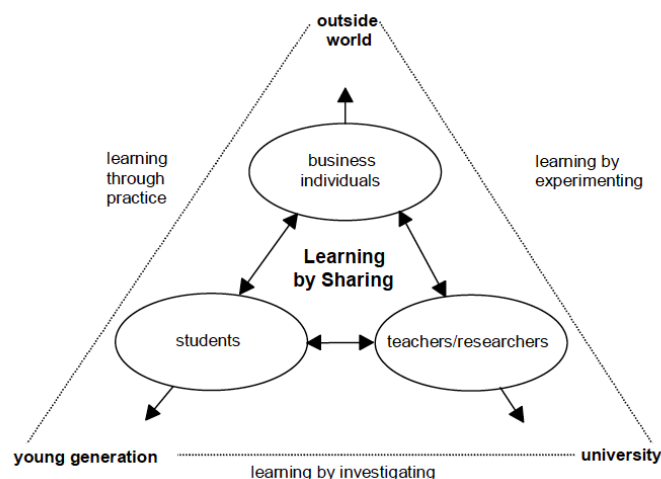 outside
world
learning
through
practice
business
individuals
learning by
experimenting
Learning
by Sharing
students
teachers/researchers
young generation
university
learning by investigating